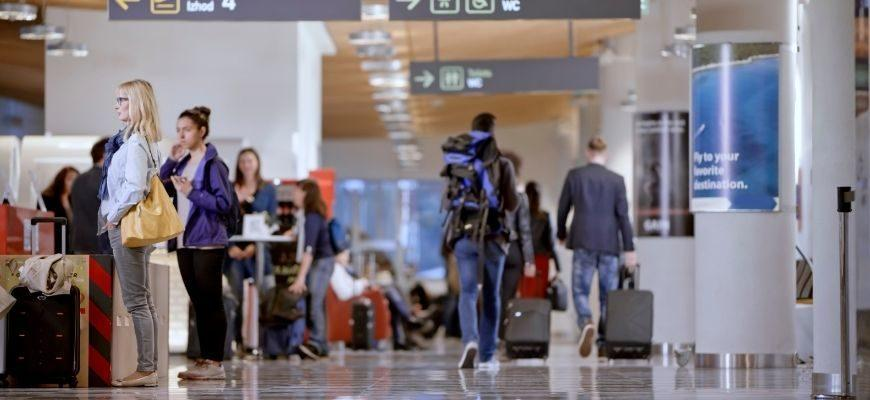 Izhod 4
WC
WC
Fly to your
favorite
destination.